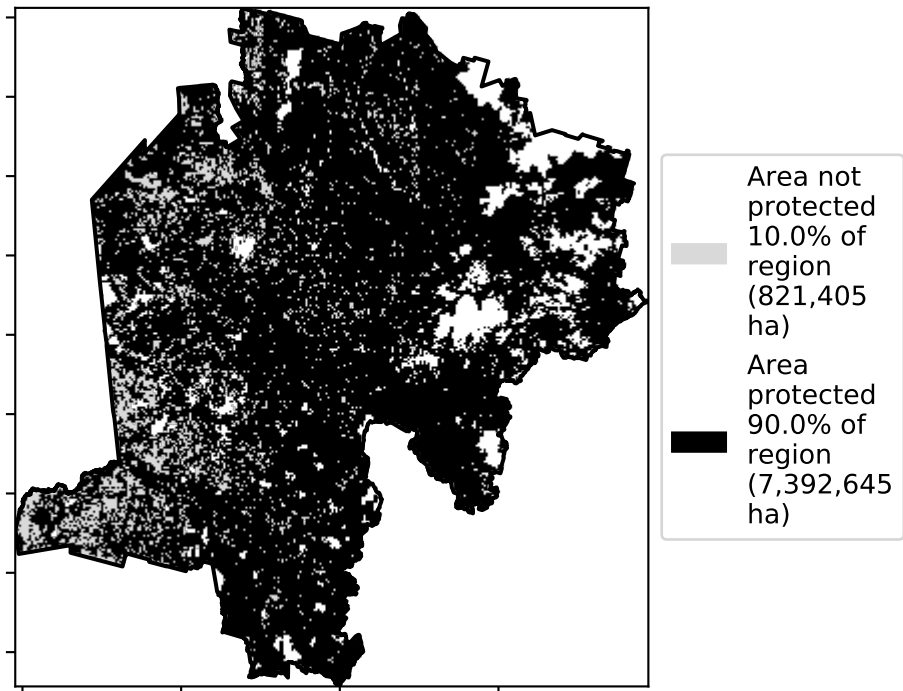 Area not
protected
10.0% of
region
(821,405
ha)
Area
protected
90.0% of
region
(7,392,645
ha)